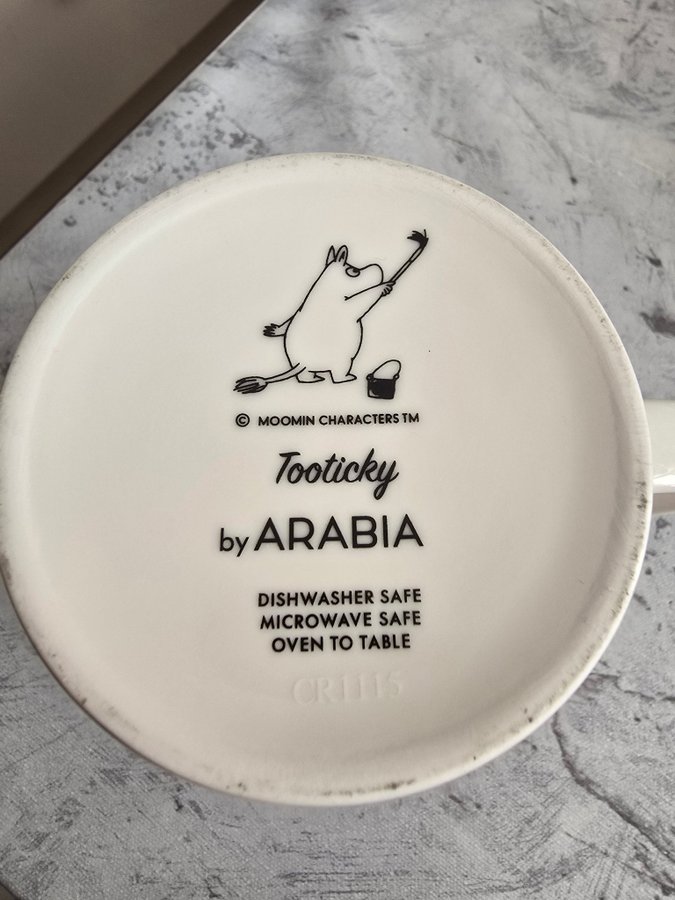 © MOOMIN CHARACTERS TM
Tooticky
by ARABIA
DISHWASHER SAFE
MICROWAVE SAFE
OVEN TO TABLE
CR1115